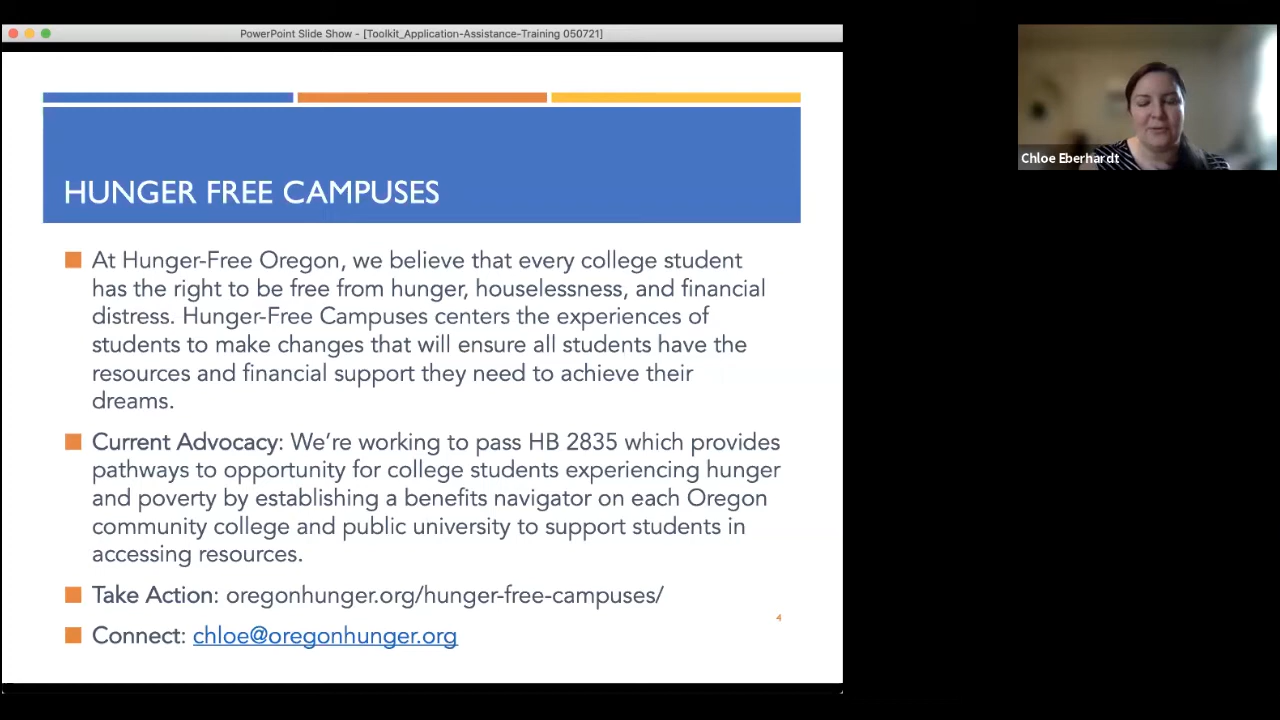 PowerPoint Slide Show - [Toolkit_Application-Assistance-Training 050721]
HUNGER FREE CAMPUSES
At Hunger-Free Oregon, we believe that every college student
has the right to be free from hunger, houselessness, and financial
distress. Hunger-Free Campuses centers the experiences of
students to make changes that will ensure all students have the
resources and financial support they need to achieve their
dreams.
Current Advocacy: We’re working to pass HB 2835 which provides
pathways to opportunity for college students experiencing hunger
and poverty by establishing a benefits navigator on each Oregon
community college and public university to support students in
accessing resources.
Take Action: oregonhunger.org/hunger-free-campuses/
4
Connect: chloe@oregonhunger.org
Chloe Eberhardt